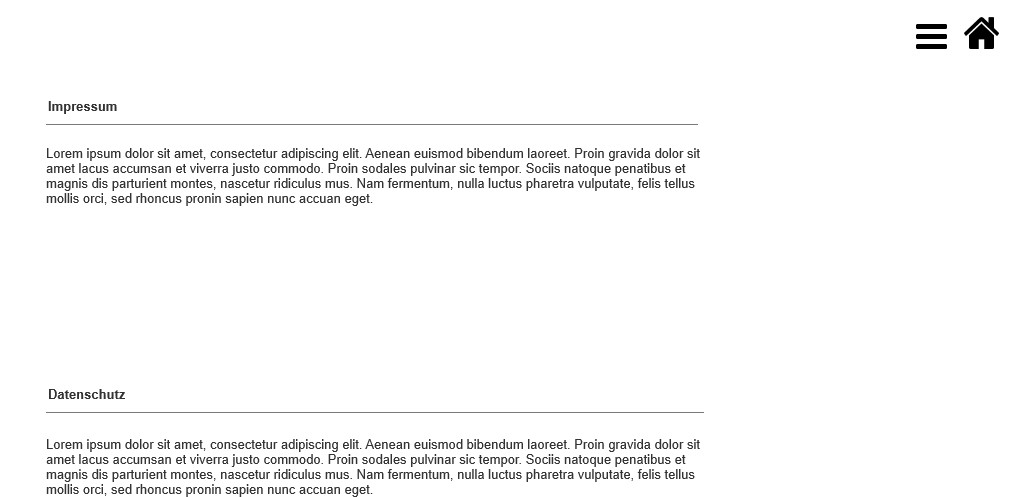 Impressum
Lorem ipsum dolor sit amet, consectetur adipiscing elit. Aenean euismod bibendum laoreet. Proin gravida dolor sit
amet lacus accumsan et viverra justo commodo. Proin sodales pulvinar sic tempor. Sociis natoque penatibus et
magnis dis parturient montes, nascetur ridiculus mus. Nam fermentum, nulla luctus pharetra vulputate, felis tellus
mollis orci, sed rhoncus pronin sapien nunc accuan eget.
Datenschutz
Lorem ipsum dolor sit amet, consectetur adipiscing elit. Aenean euismod bibendum laoreet. Proin gravida dolor sit
amet lacus accumsan et viverra justo commodo. Proin sodales pulvinar sic tempor. Sociis natoque penatibus et
magnis dis parturient montes, nascetur ridiculus mus. Nam fermentum, nulla luctus pharetra vulputate, felis tellus
mollis orci, sed rhoncus pronin sapien nunc accuan eget.